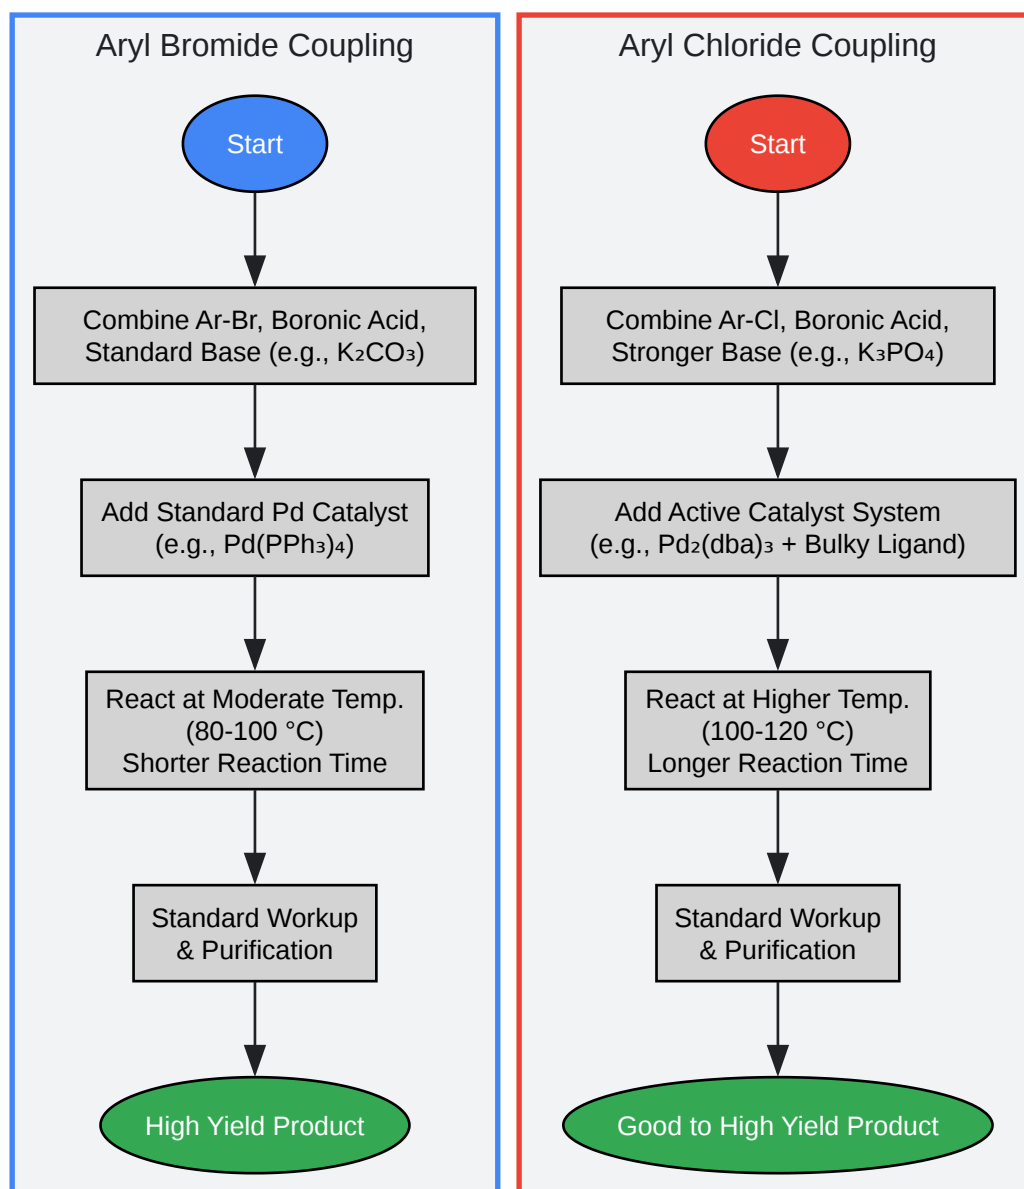 Aryl Bromide Coupling
Start
Combine Ar-Br, Boronic Acid,
Standard Base (e.g., K₂CO₃)
Add Standard Pd Catalyst
(e.g., Pd(PPh₃)₄)
React at Moderate Temp.
(80-100 °C)
Shorter Reaction Time
Standard Workup
& Purification
High Yield Product
Aryl Chloride Coupling
Start
Combine Ar-Cl, Boronic Acid,
Stronger Base (e.g., K₃PO₄)
Add Active Catalyst System
(e.g., Pd₂(dba)₃ + Bulky Ligand)
React at Higher Temp.
(100-120 °C)
Longer Reaction Time
Standard Workup
& Purification
Good to High Yield Product